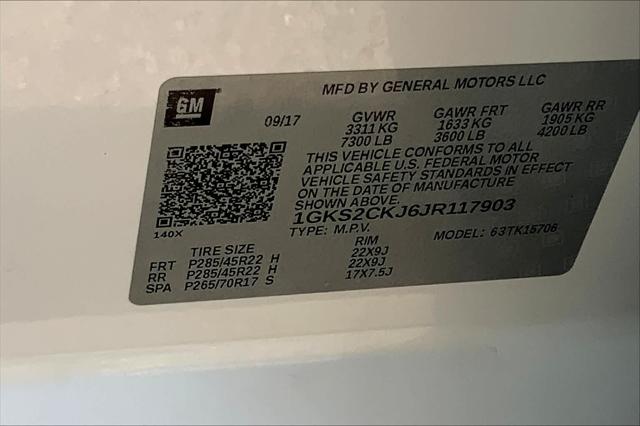 MFD BY GENERAL MOTORS LLC
GM
09/17
GVWR GAWR FRT GAWR RR
3311 KG 1633 KG 1905 KG
7300 LB 3600 LB 4200 LB
THIS VEHICLE CONFORMS TO ALL
APPLICABLE U.S. FEDERAL MOTOR
VEHICLE SAFETY STANDARDS IN EFFECT
ON THE DATE OF MANUFACTURE
SHOWN ABOVE.
1GKS2CKJ6JR117903
140X
TYPE: M.P.V. MODEL: 63TK15706
TIRE SIZE RIM
FRT P285/45R22 H 22X9J
RR P285/45R22 H 22X9J
SPA P265/70R17 S 17X7.5J